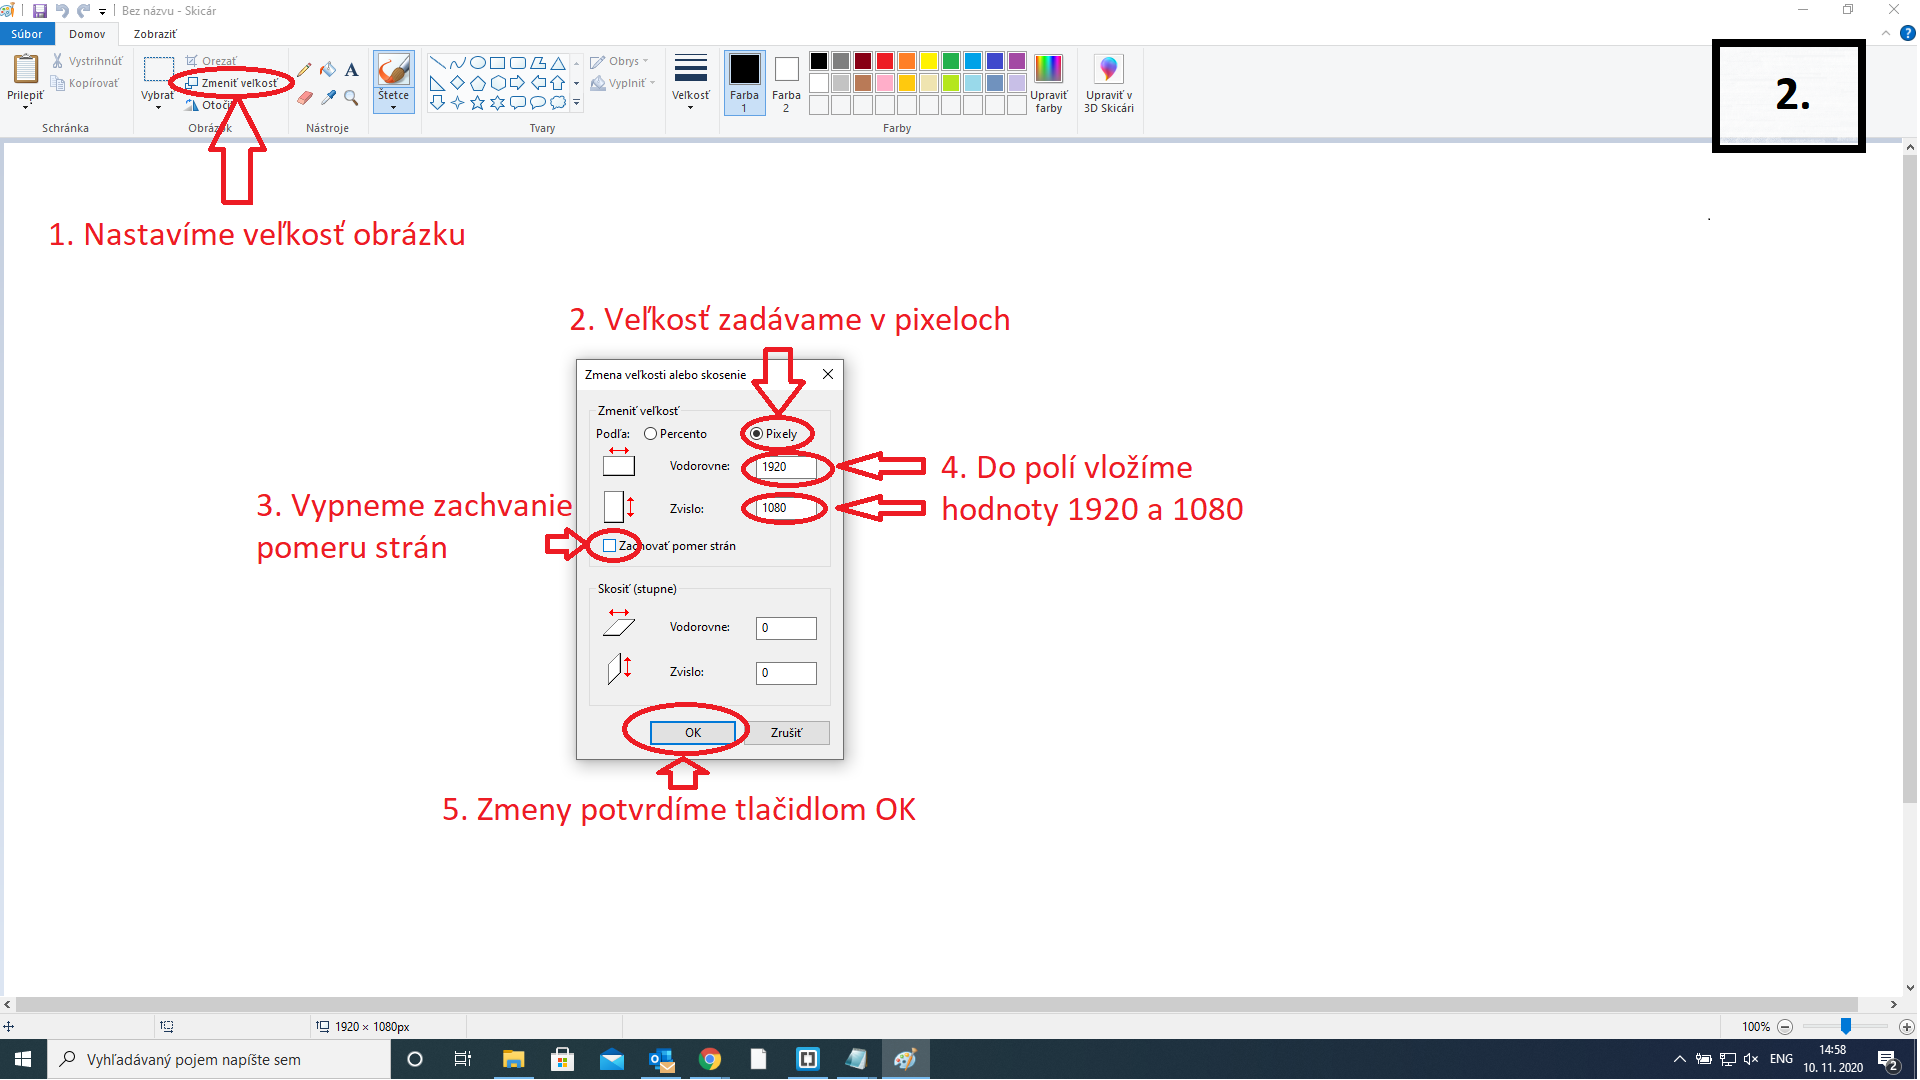 Bez názvu - Skicár
Súbor
Domov
Zobraziť
Prilepiť
Vystrihnúť
Kopírovať
Schránka
Vybrať
Orezať
Zmeniť veľkosť
Otočiť
Obrázok
A
Nástroje
Štetce
Tvary
Obrys
Vyplniť
Veľkosť
Farba 1
Farba 2
Upraviť farby
Farby
Upraviť v 3D Skicári
2.
1. Nastavíme veľkosť obrázku
2. Veľkosť zadávame v pixeloch
Zmena veľkosti alebo skosenie
Zmeniť veľkosť
Podľa:
Percento
Pixely
Vodorovne:
1920
Zvislo:
1080
Zachovať pomer strán
3. Vypneme zachvanie
pomeru strán
4. Do polí vložíme
hodnoty 1920 a 1080
Skosiť (stupne)
Vodorovne:
0
Zvislo:
0
OK
Zrušiť
5. Zmeny potvrdíme tlačidlom OK
1920 × 1080px
100%
Vyhľadávaný pojem napíšte sem
ENG
14:58
10. 11. 2020
2